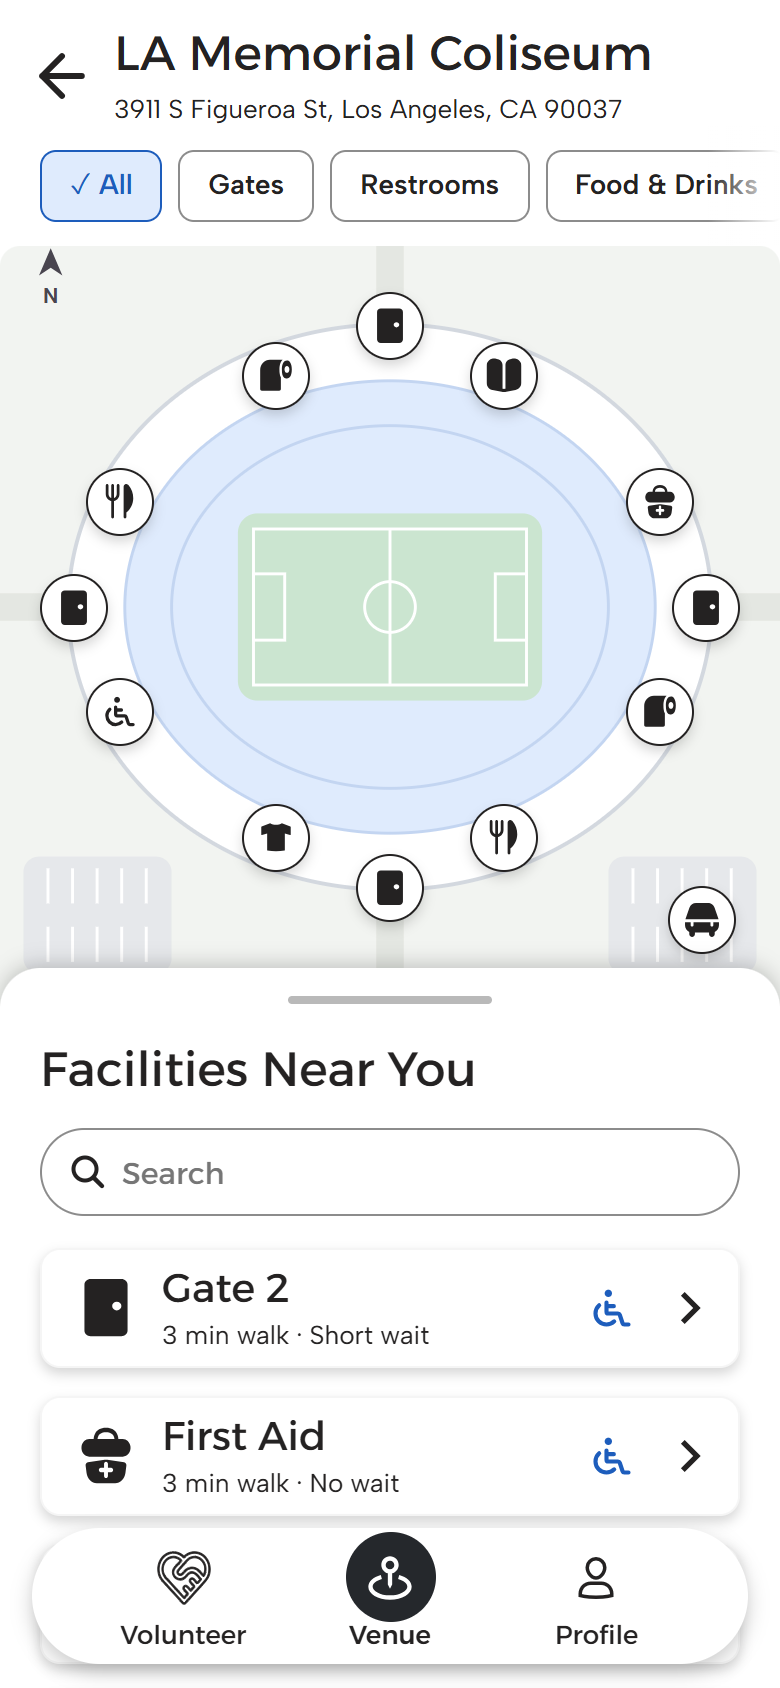 LA Memorial Coliseum
3911 S Figueroa St, Los Angeles, CA 90037
✓ All
Gates
Restrooms
Food & Drinks
N
Facilities Near You
Search
Gate 2
3 min walk · Short wait
First Aid
3 min walk · No wait
Volunteer
Venue
Profile